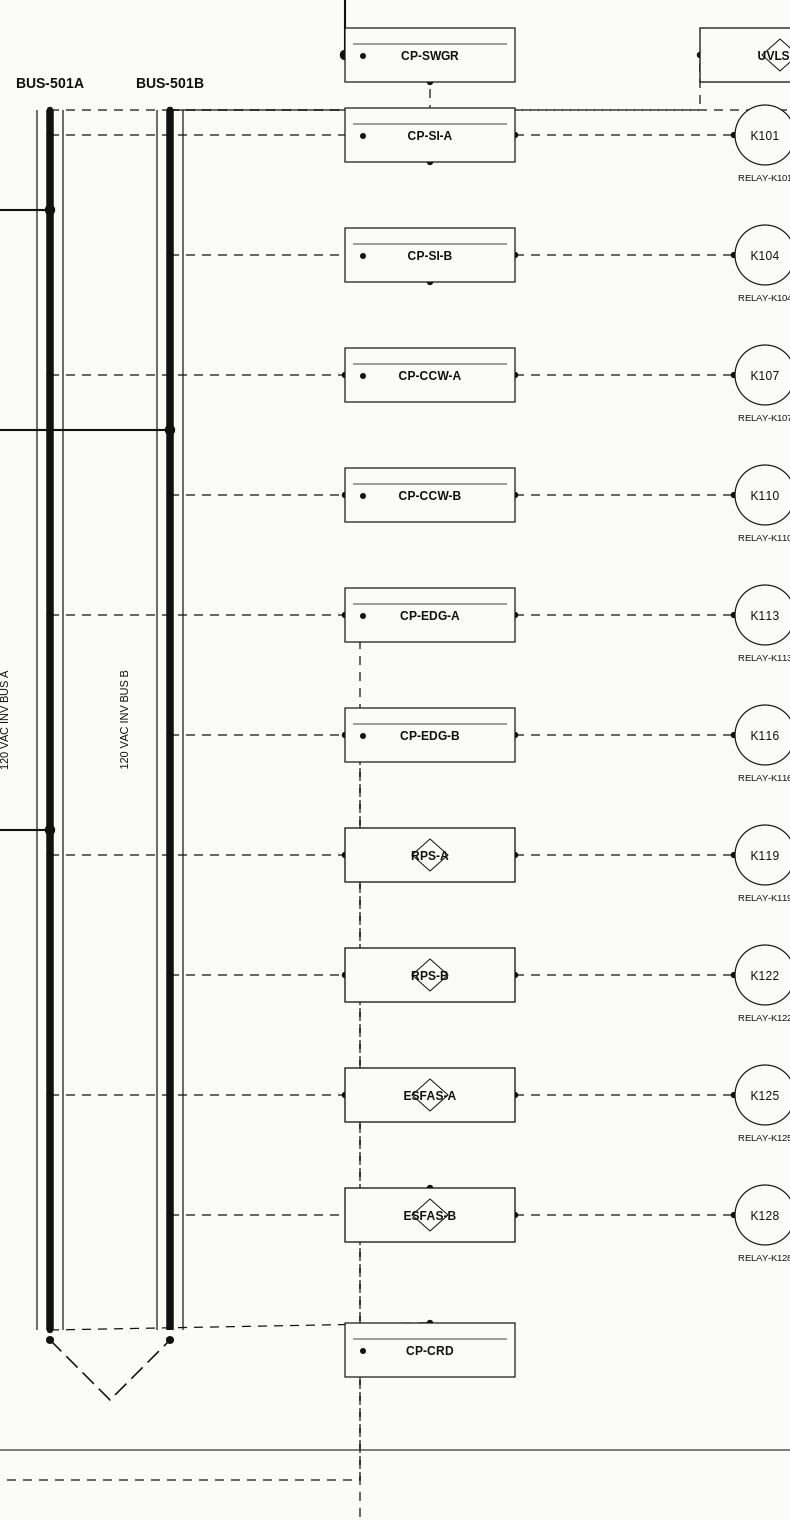 CP-SWGR
UVLS
BUS-501A
BUS-501B
CP-SI-A
K101
RELAY-K101
CP-SI-B
K104
RELAY-K104
CP-CCW-A
K107
RELAY-K107
CP-CCW-B
K110
RELAY-K110
CP-EDG-A
K113
RELAY-K113
120 VAC INV BUS A
120 VAC INV BUS B
CP-EDG-B
K116
RELAY-K116
RPS-A
K119
RELAY-K119
RPS-B
K122
RELAY-K122
ESFAS-A
K125
RELAY-K125
ESFAS-B
K128
RELAY-K128
CP-CRD